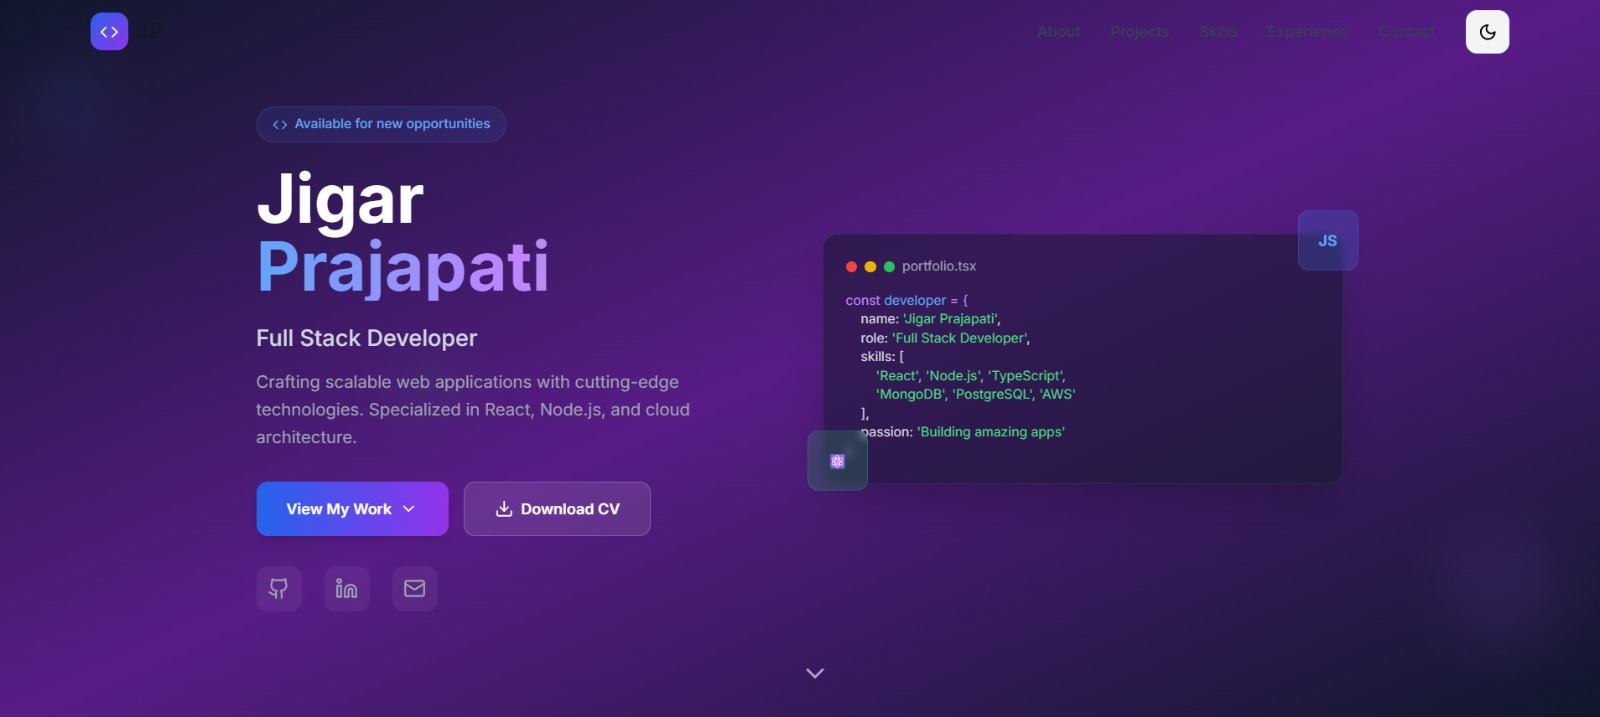 JP
About
Projects
Skills
Experience
Contact
Available for new opportunities
Jigar
Prajapati
Full Stack Developer
Crafting scalable web applications with cutting-edge
technologies. Specialized in React, Node.js, and cloud
architecture.
View My Work
Download CV
JS
portfolio.tsx
const developer = {
name: 'Jigar Prajapati',
role: 'Full Stack Developer',
skills: [
'React', 'Node.js', 'TypeScript',
'MongoDB', 'PostgreSQL', 'AWS'
],
passion: 'Building amazing apps'